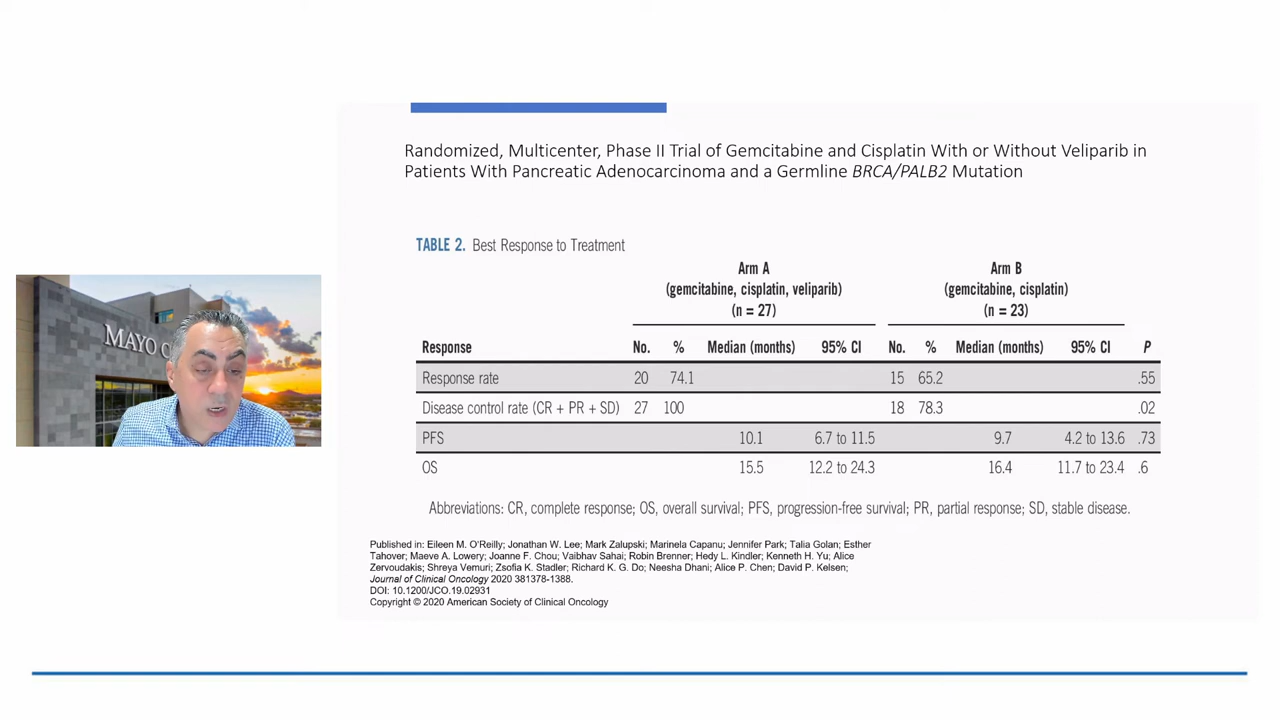 Randomized, Multicenter, Phase II Trial of Gemcitabine and Cisplatin With or Without Veliparib in
Patients With Pancreatic Adenocarcinoma and a Germline BRCA/PALB2 Mutation
TABLE 2. Best Response to Treatment
Arm A Arm B
(gemcitabine, cisplatin, veliparib) (gemcitabine, cisplatin)
(n = 27) (n = 23)
Response No. % Median (months) 95% CI No. % Median (months) 95% CI P
Response rate 20 74.1 15 65.2 .55
Disease control rate (CR + PR + SD) 27 100 18 78.3 .02
PFS 10.1 6.7 to 11.5 9.7 4.2 to 13.6 .73
OS 15.5 12.2 to 24.3 16.4 11.7 to 23.4 .6
Abbreviations: CR, complete response; OS, overall survival; PFS, progression-free survival; PR, partial response; SD, stable disease.
MAYO C
Published in: Eileen M. O'Reilly; Jonathan W. Lee; Mark Zalupski; Marinela Capanu; Jennifer Park; Talia Golan; Esther
Tahover; Maeve A. Lowery; Joanne F. Chou; Vaibhav Sahai; Robin Brenner; Hedy L. Kindler; Kenneth H. Yu; Alice
Zervoudakis; Shreya Vemuri; Zsofia K. Stadler; Richard K. G. Do; Neesha Dhani; Alice P. Chen; David P. Kelsen;
Journal of Clinical Oncology 2020 381378-1388.
DOI: 10.1200/JCO.19.02931
Copyright © 2020 American Society of Clinical Oncology